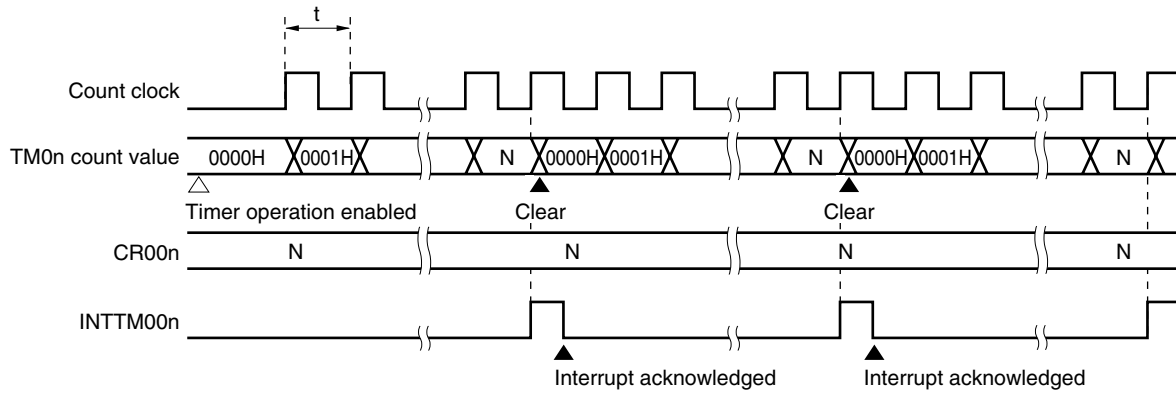 t
Count clock
TM0n count value 0000H 0001H N 0000H 0001H N 0000H 0001H N
Timer operation enabled Clear Clear
CR00n N N N N
INTTM00n
Interrupt acknowledged Interrupt acknowledged